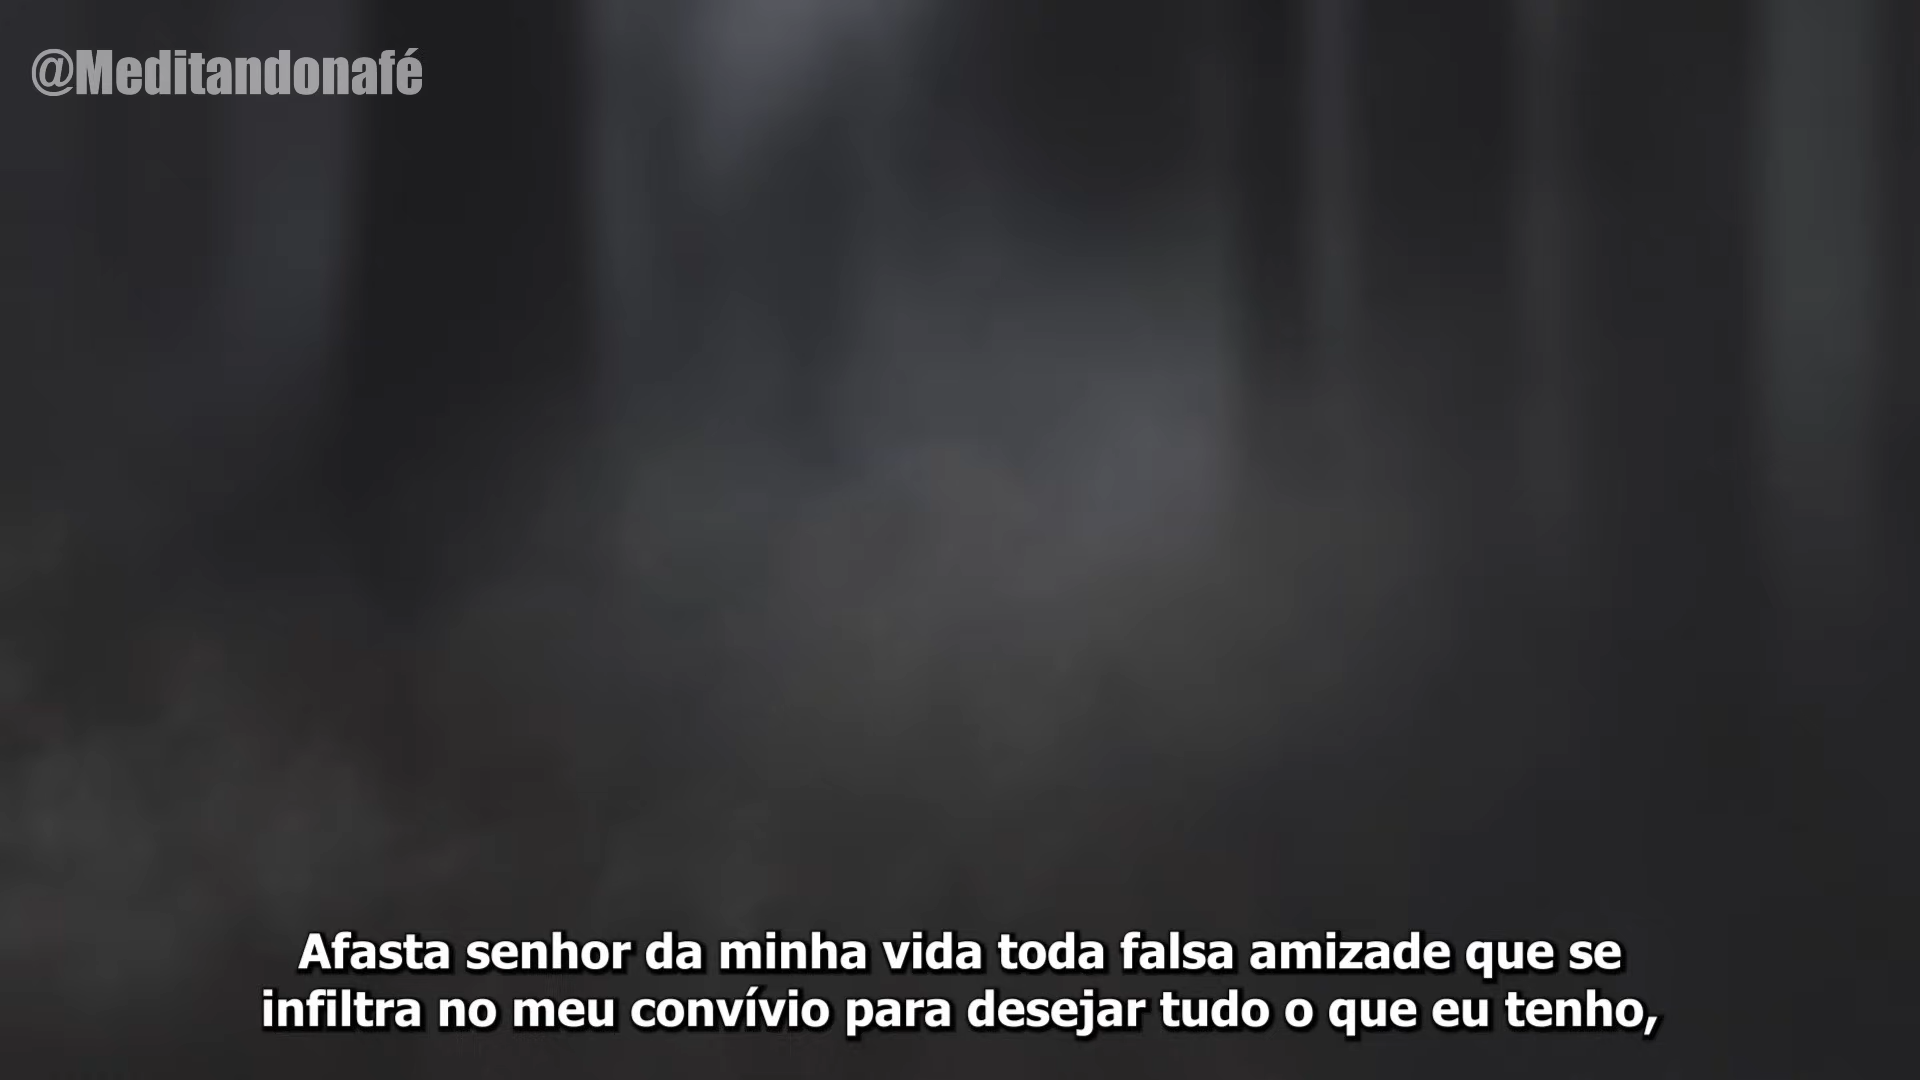 @Meditandonafé
Afasta senhor da minha vida toda falsa amizade que se
infiltra no meu convívio para desejar tudo o que eu tenho,